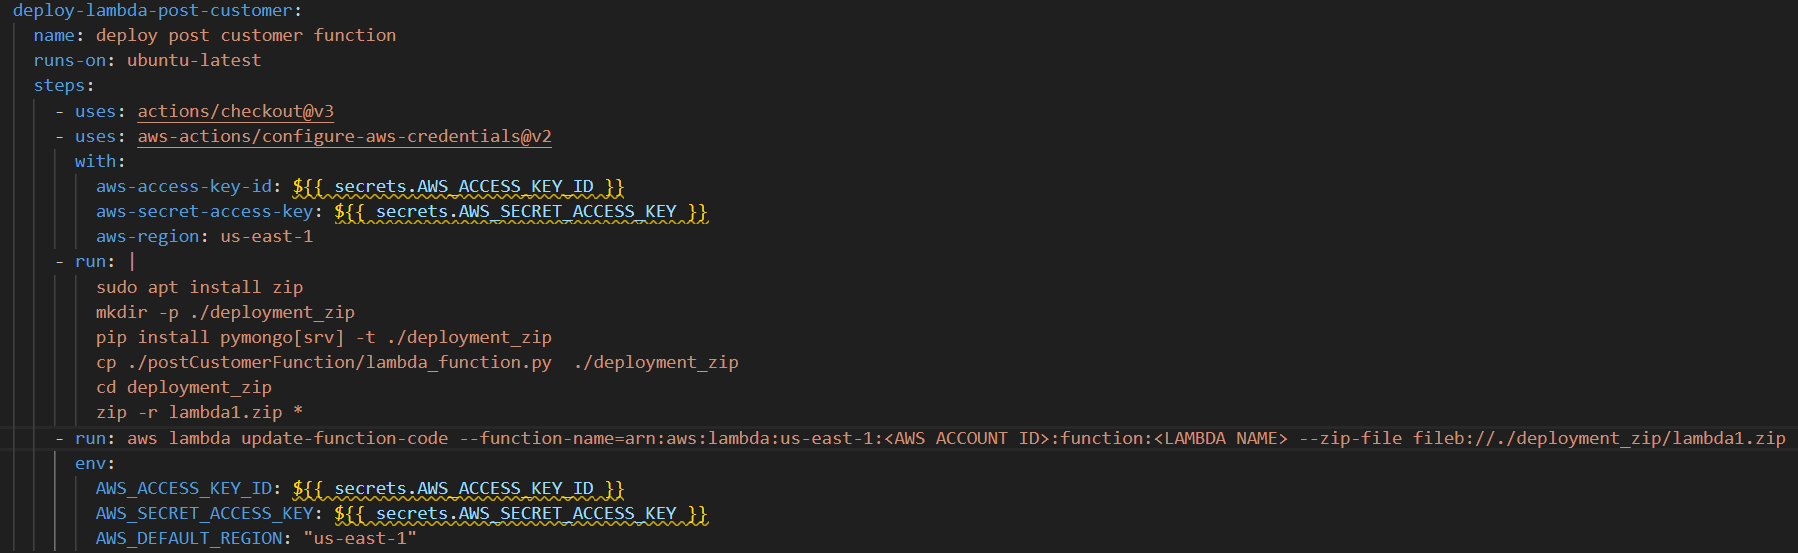 deploy-lambda-post-customer:
name: deploy post customer function
runs-on: ubuntu-latest
steps:
- uses: actions/checkout@v3
- uses: aws-actions/configure-aws-credentials@v2
with:
aws-access-key-id: ${{ secrets.AWS_ACCESS_KEY_ID }}
aws-secret-access-key: ${{ secrets.AWS_SECRET_ACCESS_KEY }}
aws-region: us-east-1
- run: |
sudo apt install zip
mkdir -p ./deployment_zip
pip install pymongo[srv] -t ./deployment_zip
cp ./postCustomerFunction/lambda_function.py  ./deployment_zip
cd deployment_zip
zip -r lambda1.zip *
- run: aws lambda update-function-code --function-name=arn:aws:lambda:us-east-1:<AWS ACCOUNT ID>:function:<LAMBDA NAME> --zip-file fileb://./deployment_zip/lambda1.zip
env:
AWS_ACCESS_KEY_ID: ${{ secrets.AWS_ACCESS_KEY_ID }}
AWS_SECRET_ACCESS_KEY: ${{ secrets.AWS_SECRET_ACCESS_KEY }}
AWS_DEFAULT_REGION: "us-east-1"